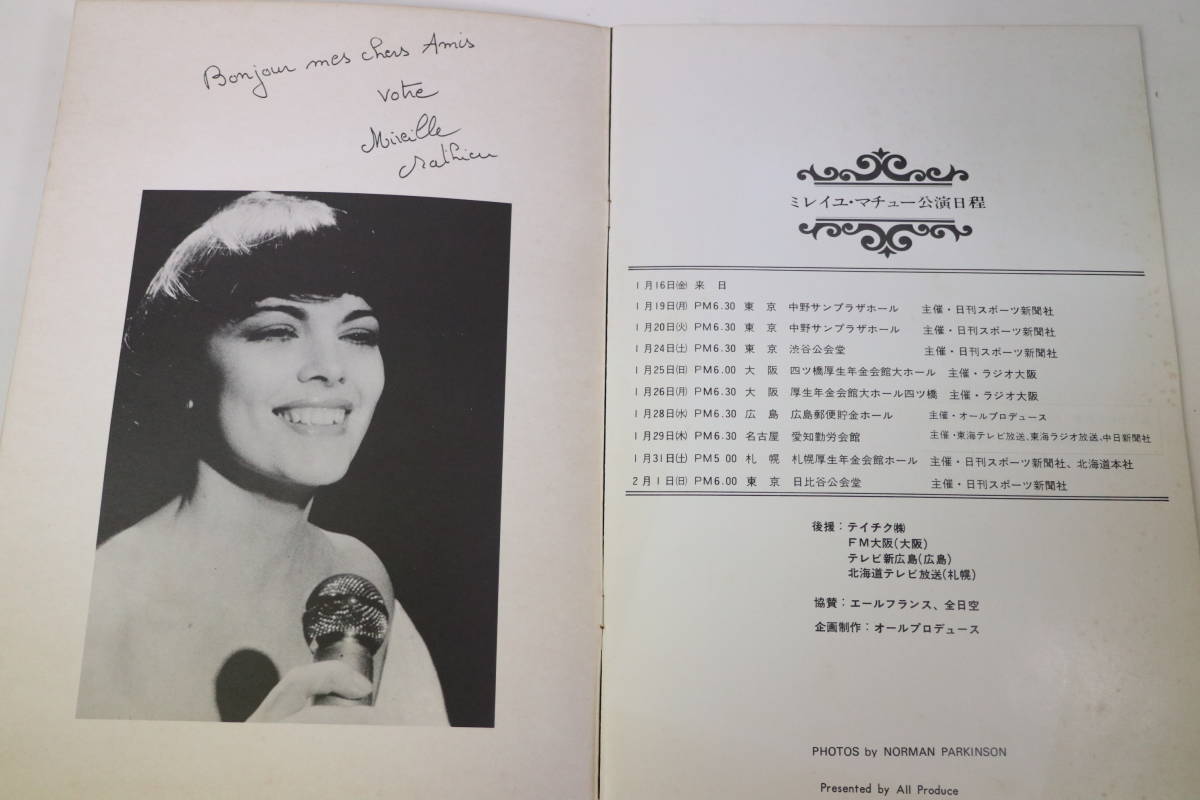 Bonjour mes chers Amis
Votre
Mireille
Mathieu
ミレイユ・マチュー公演日程
1月16日㈮ 来 日
1月19日㈪ PM6.30 東 京 中野サンプラザホール 主催・日刊スポーツ新聞社
1月20日㈫ PM6.30 東 京 中野サンプラザホール 主催・日刊スポーツ新聞社
1月24日㈯ PM6.30 東 京 渋谷公会堂 主催・日刊スポーツ新聞社
1月25日㈰ PM6.00 大 阪 四ツ橋厚生年金会館大ホール 主催・ラジオ大阪
1月26日㈪ PM6.30 大 阪 厚生年金会館大ホール四ツ橋 主催・ラジオ大阪
1月28日㈬ PM6.30 広 島 広島郵便貯金ホール 主催・オールプロデュース
1月29日㈭ PM6.30 名古屋 愛知勤労会館 主催・東海テレビ放送、東海ラジオ放送、中日新聞社
1月31日㈯ PM5 00 札 幌 札幌厚生年金会館ホール 主催・日刊スポーツ新聞社、北海道本社
2月1日㈰ PM6.00 東 京 日比谷公会堂 主催・日刊スポーツ新聞社
後援：テイチク㈱
FM大阪(大阪)
テレビ新広島(広島)
北海道テレビ放送(札幌)
協賛：エールフランス、全日空
企画制作：オールプロデュース
PHOTOS by NORMAN PARKINSON
Presented by All Produce